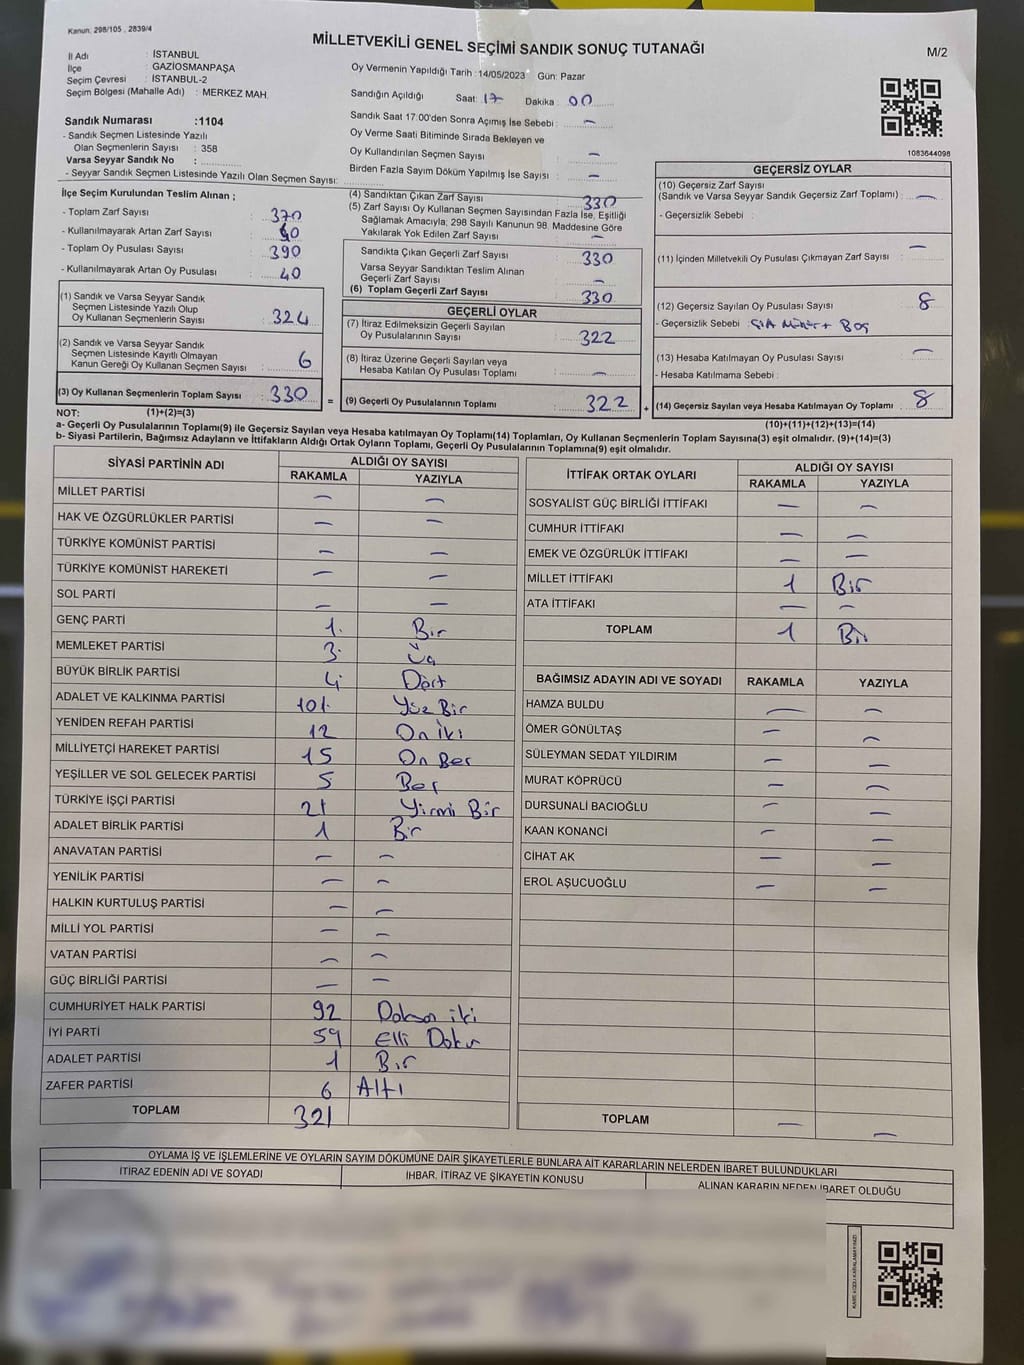 Kanun, 298/105 , 2839/4
MİLLETVEKİLİ GENEL SEÇİMİ SANDIK SONUÇ TUTANAĞI
M/2
İl Adı : İSTANBUL
İlçe : GAZİOSMANPAŞA
Seçim Çevresi : İSTANBUL-2
Seçim Bölgesi (Mahalle Adı) : MERKEZ MAH.
Oy Vermenin Yapıldığı Tarih : 14/05/2023 Gün: Pazar
Sandığın Açıldığı Saat: 17 Dakika : 00
Sandık Saat 17:00'den Sonra Açımış İse Sebebi : —
Oy Verme Saati Bitiminde Sırada Bekleyen ve
Oy Kullandırılan Seçmen Sayısı —
Birden Fazla Sayım Döküm Yapılmış İse Sayısı : —
Sandık Numarası :1104
- Sandık Seçmen Listesinde Yazılı
Olan Seçmenlerin Sayısı : 358
Varsa Seyyar Sandık No :
- Seyyar Sandık Seçmen Listesinde Yazılı Olan Seçmen Sayısı:
1083644098
İlçe Seçim Kurulundan Teslim Alınan ;
- Toplam Zarf Sayısı : 370
- Kullanılmayarak Artan Zarf Sayısı : 40
- Toplam Oy Pusulası Sayısı : 390
- Kullanılmayarak Artan Oy Pusulası : 40
(1) Sandık ve Varsa Seyyar Sandık
Seçmen Listesinde Yazılı Olup
Oy Kullanan Seçmenlerin Sayısı : 324
(2) Sandık ve Varsa Seyyar Sandık
Seçmen Listesinde Kayıtlı Olmayan
Kanun Gereği Oy Kullanan Seçmen Sayısı : 6
(3) Oy Kullanan Seçmenlerin Toplam Sayısı : 330 =
(4) Sandıktan Çıkan Zarf Sayısı : 330
(5) Zarf Sayısı Oy Kullanan Seçmen Sayısından Fazla İse, Eşitliği
Sağlamak Amacıyla; 298 Sayılı Kanunun 98. Maddesine Göre
Yakılarak Yok Edilen Zarf Sayısı : —
Sandıkta Çıkan Geçerli Zarf Sayısı : 330
Varsa Seyyar Sandıktan Teslim Alınan
Geçerli Zarf Sayısı : —
(6) Toplam Geçerli Zarf Sayısı : 330
GEÇERLİ OYLAR
(7) İtiraz Edilmeksizin Geçerli Sayılan
Oy Pusulalarının Sayısı : 322
(8) İtiraz Üzerine Geçerli Sayılan veya
Hesaba Katılan Oy Pusulası Toplamı : —
(9) Geçerli Oy Pusulalarının Toplamı : 322 +
GEÇERSİZ OYLAR
(10) Geçersiz Zarf Sayısı
(Sandık ve Varsa Seyyar Sandık Geçersiz Zarf Toplamı) : —
- Geçersizlik Sebebi :
(11) İçinden Milletvekili Oy Pusulası Çıkmayan Zarf Sayısı : —
(12) Geçersiz Sayılan Oy Pusulası Sayısı : 8
- Geçersizlik Sebebi : + Boş
(13) Hesaba Katılmayan Oy Pusulası Sayısı : —
- Hesaba Katılmama Sebebi :
(14) Geçersiz Sayılan veya Hesaba Katılmayan Oy Toplamı : 8
NOT: (1)+(2)=(3)
(10)+(11)+(12)+(13)=(14)
a- Geçerli Oy Pusulalarının Toplamı(9) ile Geçersiz Sayılan veya Hesaba katılmayan Oy Toplamı(14) Toplamları, Oy Kullanan Seçmenlerin Toplam Sayısına(3) eşit olmalıdır. (9)+(14)=(3)
b- Siyasi Partilerin, Bağımsız Adayların ve İttifakların Aldığı Ortak Oyların Toplamı, Geçerli Oy Pusulalarının Toplamına(9) eşit olmalıdır.
SİYASİ PARTİNİN ADI ALDIĞI OY SAYISI
RAKAMLA YAZIYLA
MİLLET PARTİSİ — —
HAK VE ÖZGÜRLÜKLER PARTİSİ — —
TÜRKİYE KOMÜNİST PARTİSİ — —
TÜRKİYE KOMÜNİST HAREKETİ — —
SOL PARTİ — —
GENÇ PARTİ 1. Bir
MEMLEKET PARTİSİ 3. Üç
BÜYÜK BİRLİK PARTİSİ 4. Dört
ADALET VE KALKINMA PARTİSİ 101. Yüz Bir
YENİDEN REFAH PARTİSİ 12 On iki
MİLLİYETÇİ HAREKET PARTİSİ 15 On Beş
YEŞİLLER VE SOL GELECEK PARTİSİ 5 Beş
TÜRKİYE İŞÇİ PARTİSİ 21 Yirmi Bir
ADALET BİRLİK PARTİSİ 1 Bir
ANAVATAN PARTİSİ — —
YENİLİK PARTİSİ — —
HALKIN KURTULUŞ PARTİSİ — —
MİLLİ YOL PARTİSİ — —
VATAN PARTİSİ — —
GÜÇ BİRLİĞİ PARTİSİ — —
CUMHURİYET HALK PARTİSİ 92 Doksan iki
İYİ PARTİ 59 Elli Dokuz
ADALET PARTİSİ 1 Bir
ZAFER PARTİSİ 6 Altı
TOPLAM 321
İTTİFAK ORTAK OYLARI ALDIĞI OY SAYISI
RAKAMLA YAZIYLA
SOSYALİST GÜÇ BİRLİĞİ İTTİFAKI — —
CUMHUR İTTİFAKI — —
EMEK VE ÖZGÜRLÜK İTTİFAKI — —
MİLLET İTTİFAKI 1 Bir
ATA İTTİFAKI — —
TOPLAM 1 Bir
BAĞIMSIZ ADAYIN ADI VE SOYADI RAKAMLA YAZIYLA
HAMZA BULDU — —
ÖMER GÖNÜLTAŞ — —
SÜLEYMAN SEDAT YILDIRIM — —
MURAT KÖPRÜCÜ — —
DURSUNALİ BACIOĞLU — —
KAAN KONANCİ — —
CİHAT AK — —
EROL AŞUCUOĞLU — —
TOPLAM — —
OYLAMA İŞ VE İŞLEMLERİNE VE OYLARIN SAYIM DÖKÜMÜNE DAİR ŞİKAYETLERLE BUNLARA AİT KARARLARIN NELERDEN İBARET BULUNDUKLARI
İTİRAZ EDENİN ADI VE SOYADI İHBAR, İTİRAZ VE ŞİKAYETİN KONUSU ALINAN KARARIN NEDEN İBARET OLDUĞU